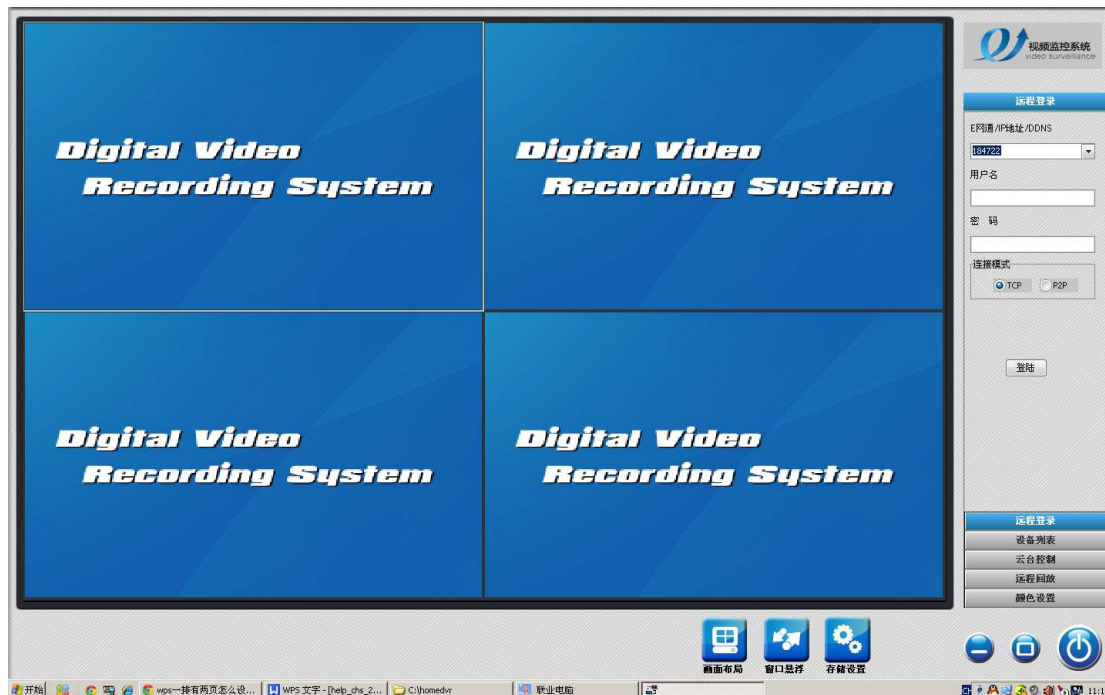 Digital Video
Recording System
Digital Video
Recording System
Digital Video
Recording System
Digital Video
Recording System
视频监控系统
video surveillance
远程登录
E网通/IP地址/DDNS
184722
用户名
密 码
连接模式
TCP P2P
登陆
远程登录
设备列表
云台控制
远程回放
颜色设置
画面布局 窗口悬浮 存储设置
开始 wps一排有两页怎么设... WPS 文字 - [help_chs_2... C:\homedvr 联业电脑